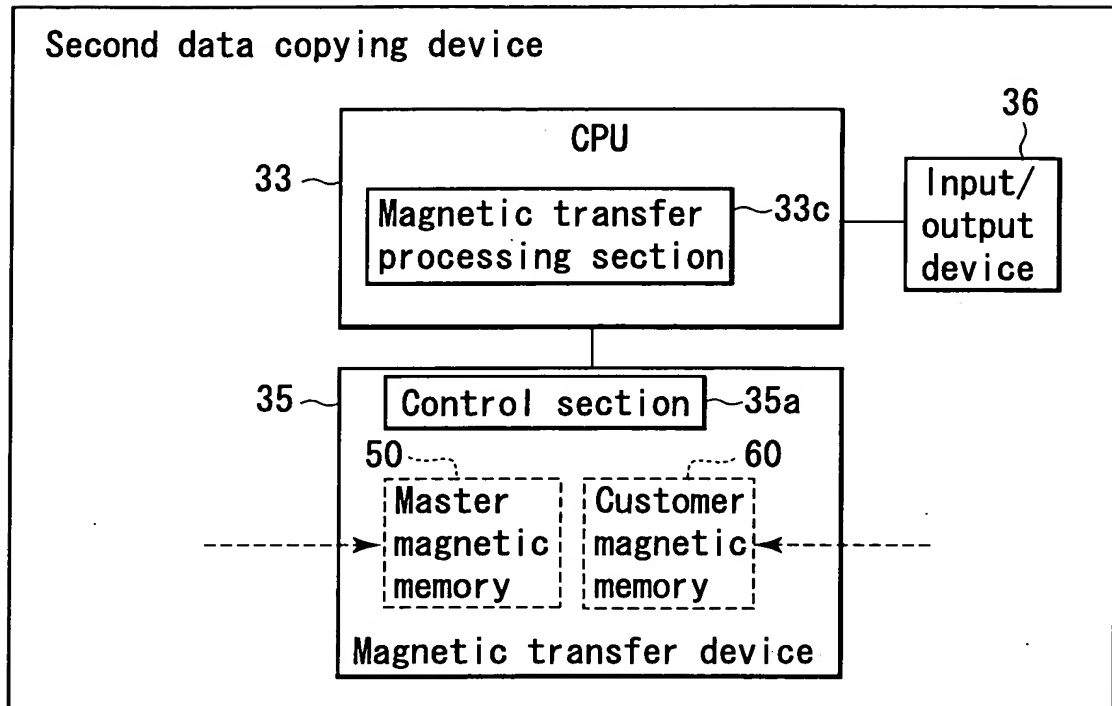 Second data copying device
CPU
36
33
Input/
output
device
Magnetic transfer
processing section
33c
35
Control section
35a
50
60
Master
magnetic
memory
Customer
magnetic
memory
Magnetic transfer device